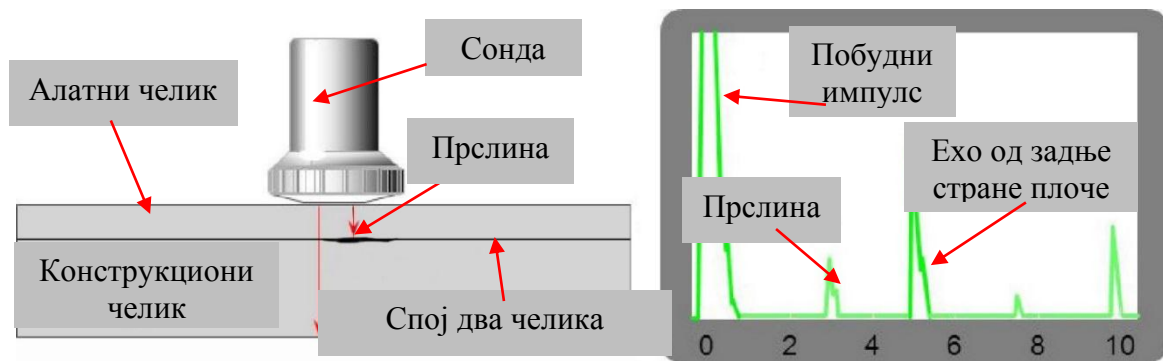 Сонда
Алатни челик
Прслина
Конструкциони
челик
Спој два челика
Побудни
импулс
Ехо од задње
стране плоче
Прслина
0 2 4 6 8 10